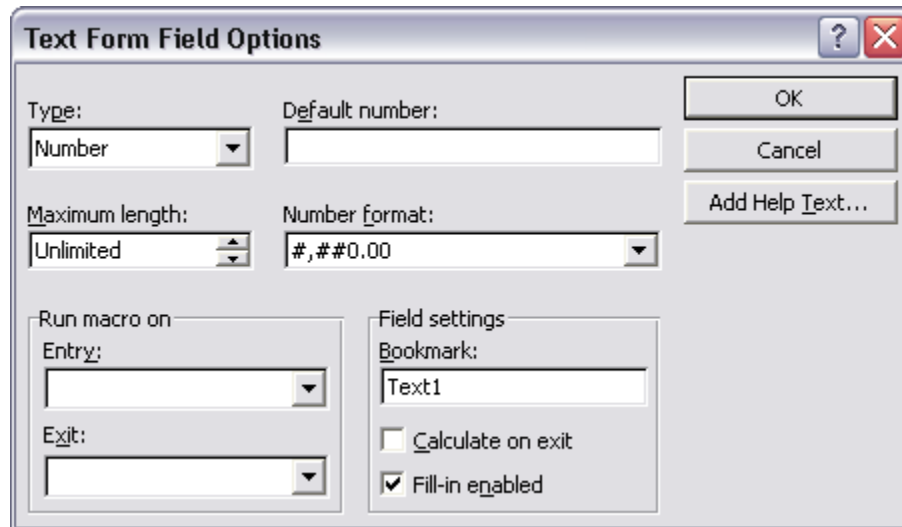 Text Form Field Options
?
Type:
Default number:
OK
Number
Cancel
Maximum length:
Number format:
Add Help Text...
Unlimited
#,##0.00
Run macro on
Field settings
Entry:
Bookmark:
Text1
Exit:
Calculate on exit
Fill-in enabled